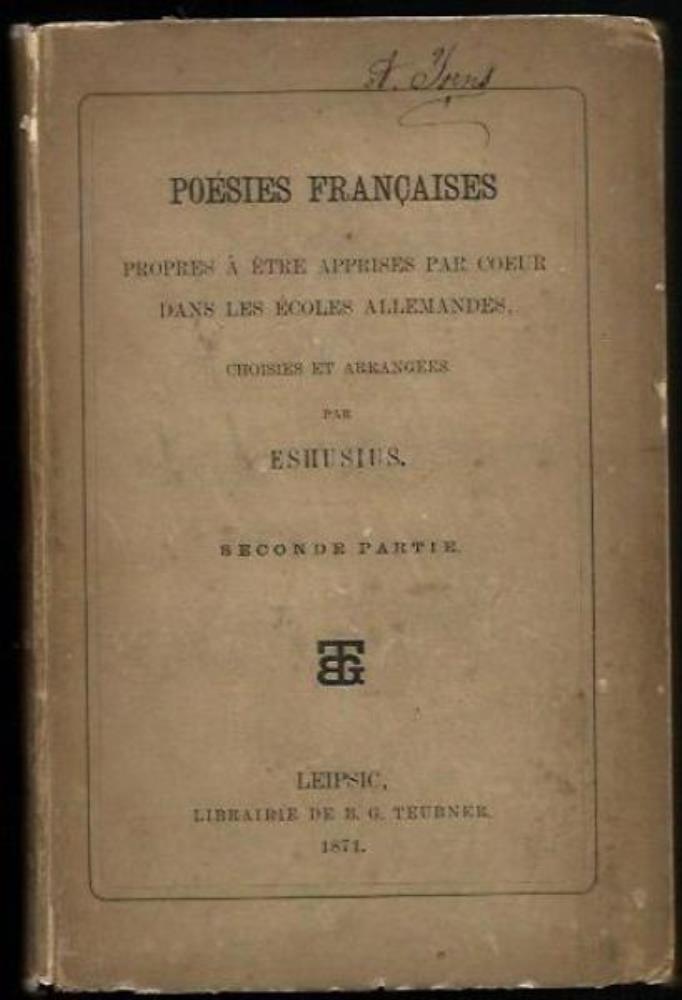 A.
POÉSIES FRANÇAISES
PROPRES À ÊTRE APPRISES PAR COEUR
DANS LES ÉCOLES ALLEMANDES,
CHOISIES ET ARRANGÉES
PAR
ESHUSIUS.
SECONDE PARTIE.
BTG
LEIPSIC,
LIBRAIRIE DE B. G. TEUBNER.
1871.